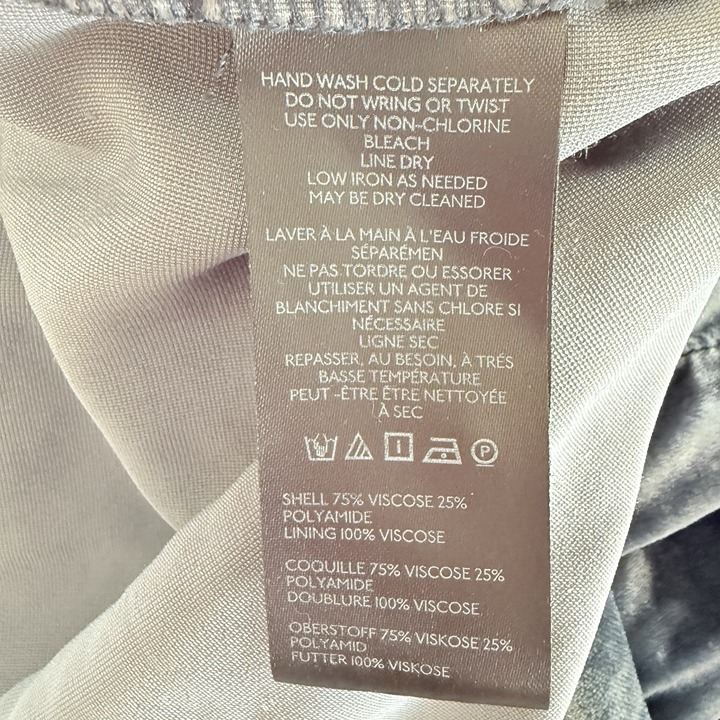 HAND WASH COLD SEPARATELY
DO NOT WRING OR TWIST
USE ONLY NON-CHLORINE
BLEACH
LINE DRY
LOW IRON AS NEEDED
MAY BE DRY CLEANED
LAVER À LA MAIN À L'EAU FROIDE
SÉPARÉMEN
NE PAS TORDRE OU ESSORER
UTILISER UN AGENT DE
BLANCHIMENT SANS CHLORE SI
NÉCESSAIRE
LIGNE SEC
REPASSER, AU BESOIN, À TRÉS
BASSE TEMPÉRATURE
PEUT -ÊTRE ÊTRE NETTOYÉE
À SEC
P
SHELL 75% VISCOSE 25%
POLYAMIDE
LINING 100% VISCOSE
COQUILLE 75% VISCOSE 25%
POLYAMIDE
DOUBLURE 100% VISCOSE
OBERSTOFF 75% VISKOSE 25%
POLYAMID
FUTTER 100% VISKOSE